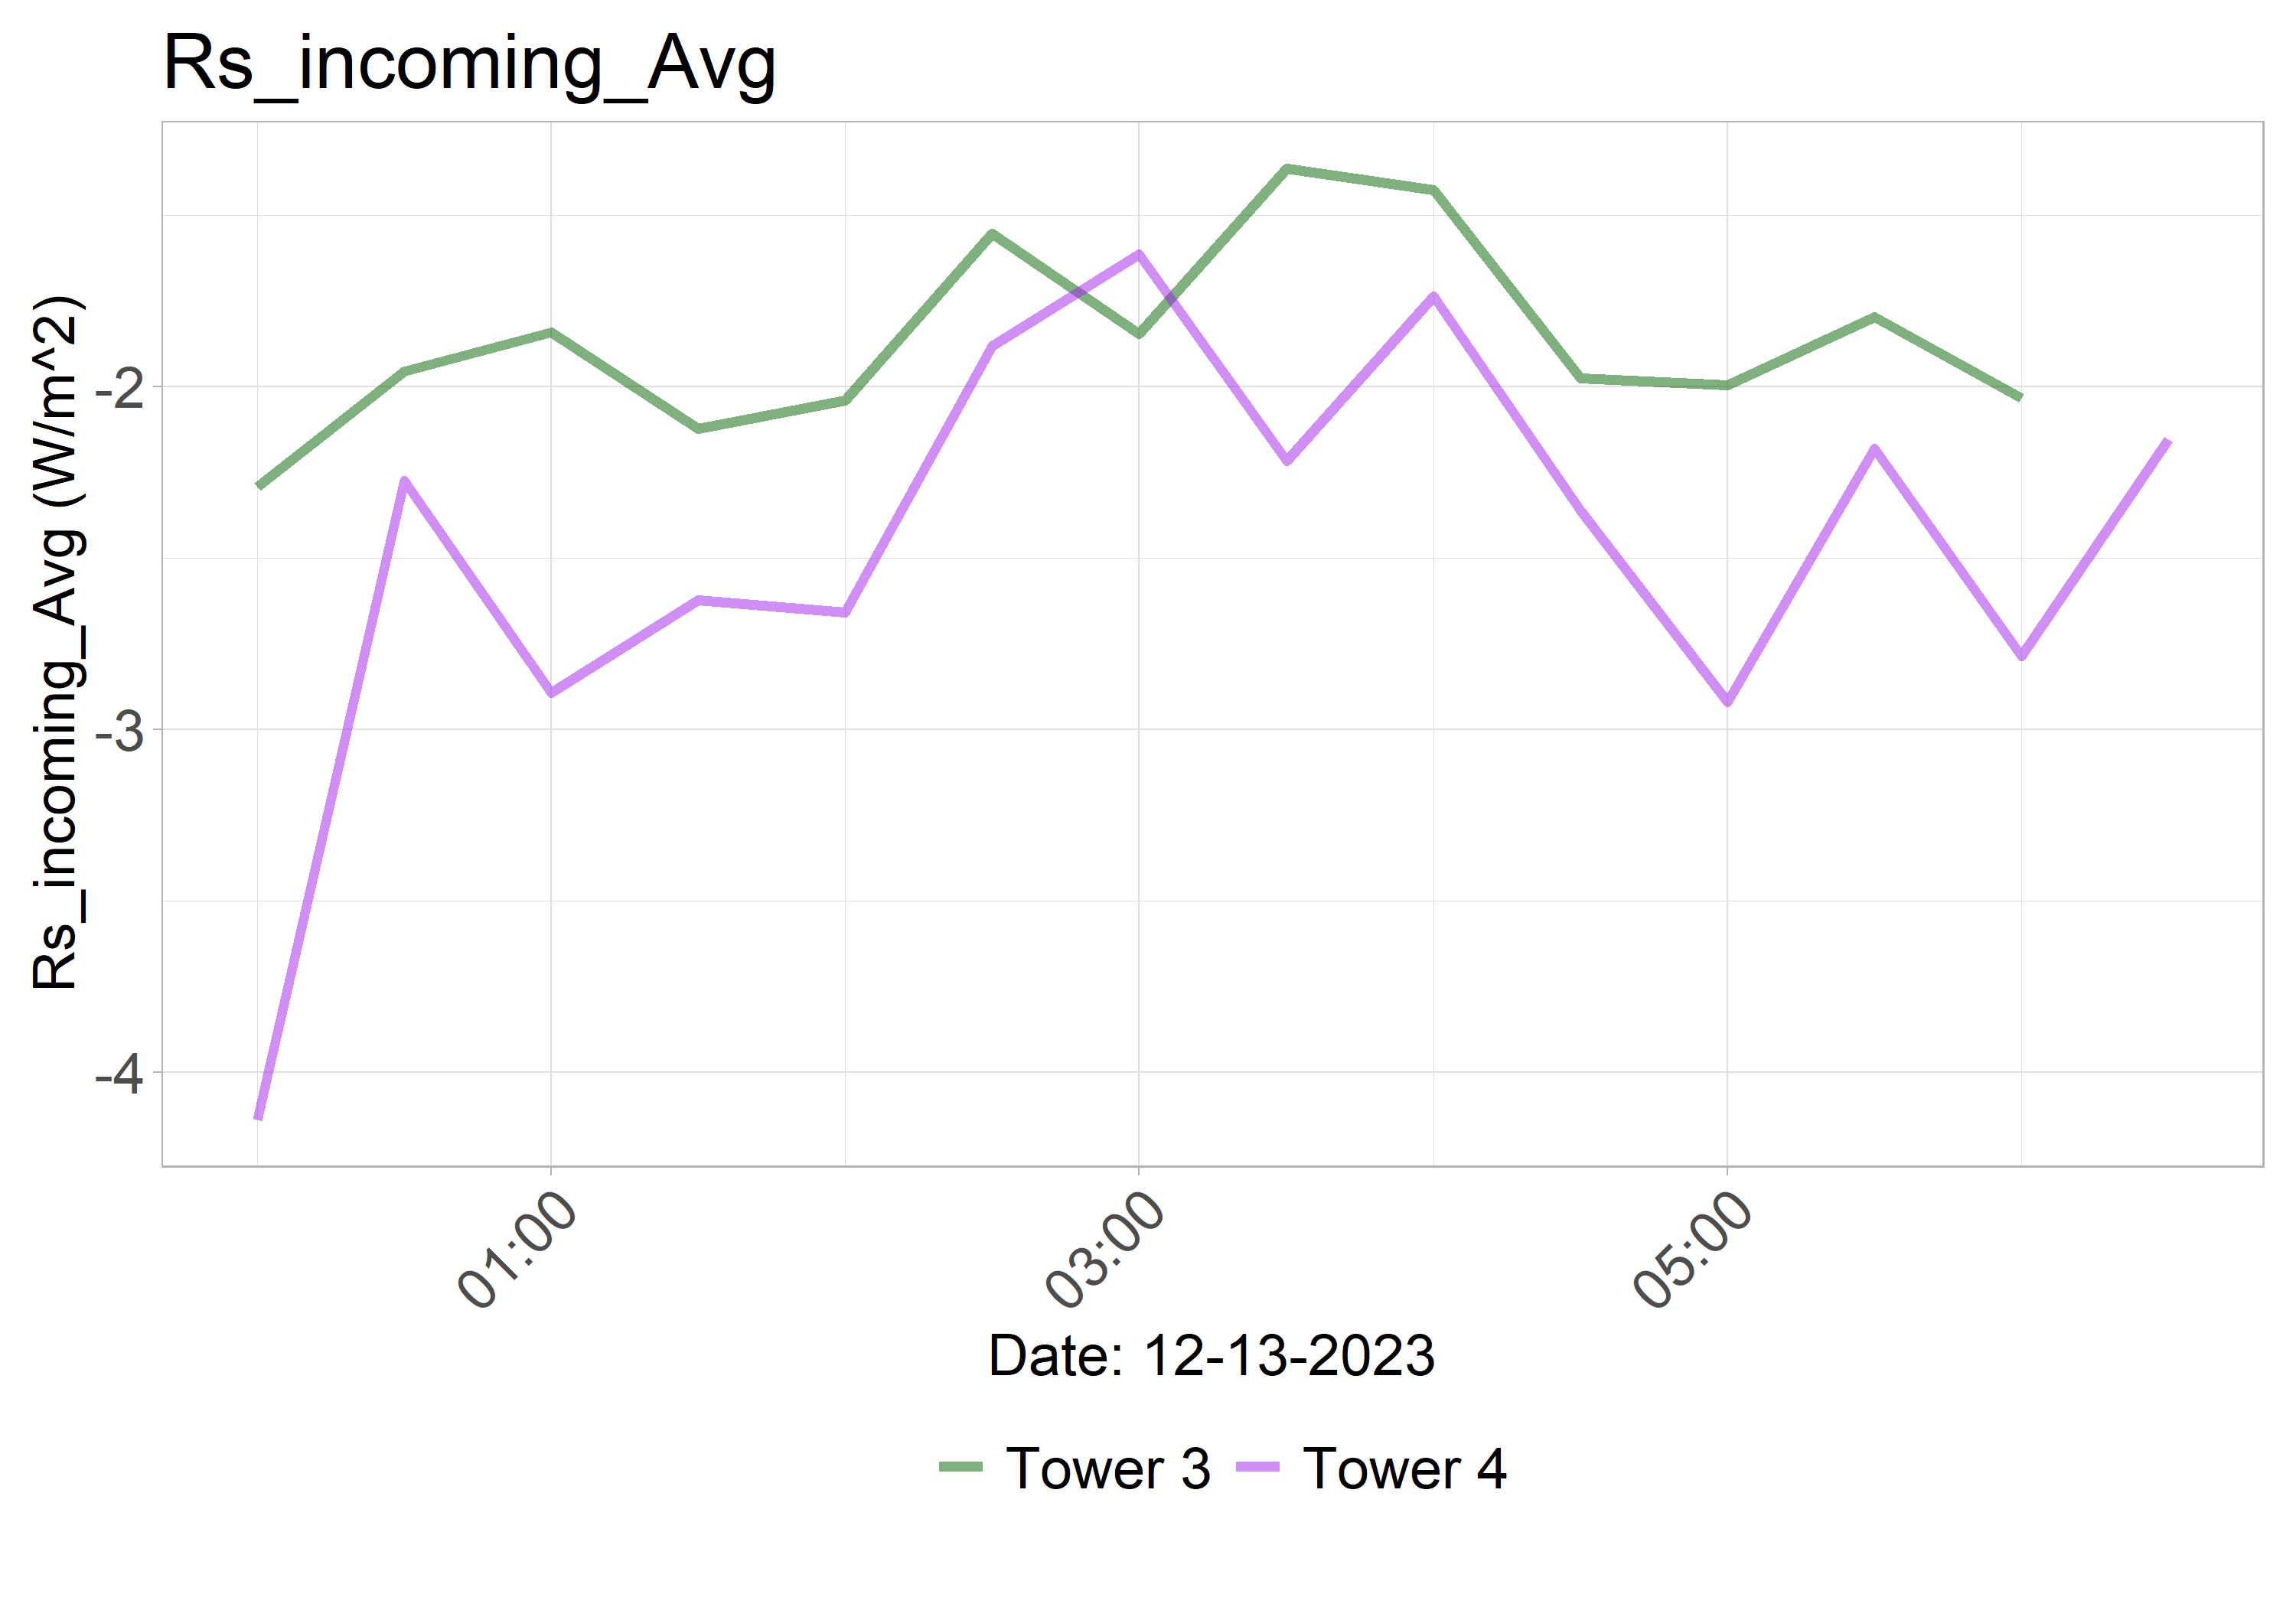 Rs_incoming_Avg
Rs_incoming_Avg (W/m^2)
-2
-3
-4
01:00
03:00
05:00
Date: 12-13-2023
Tower 3
Tower 4